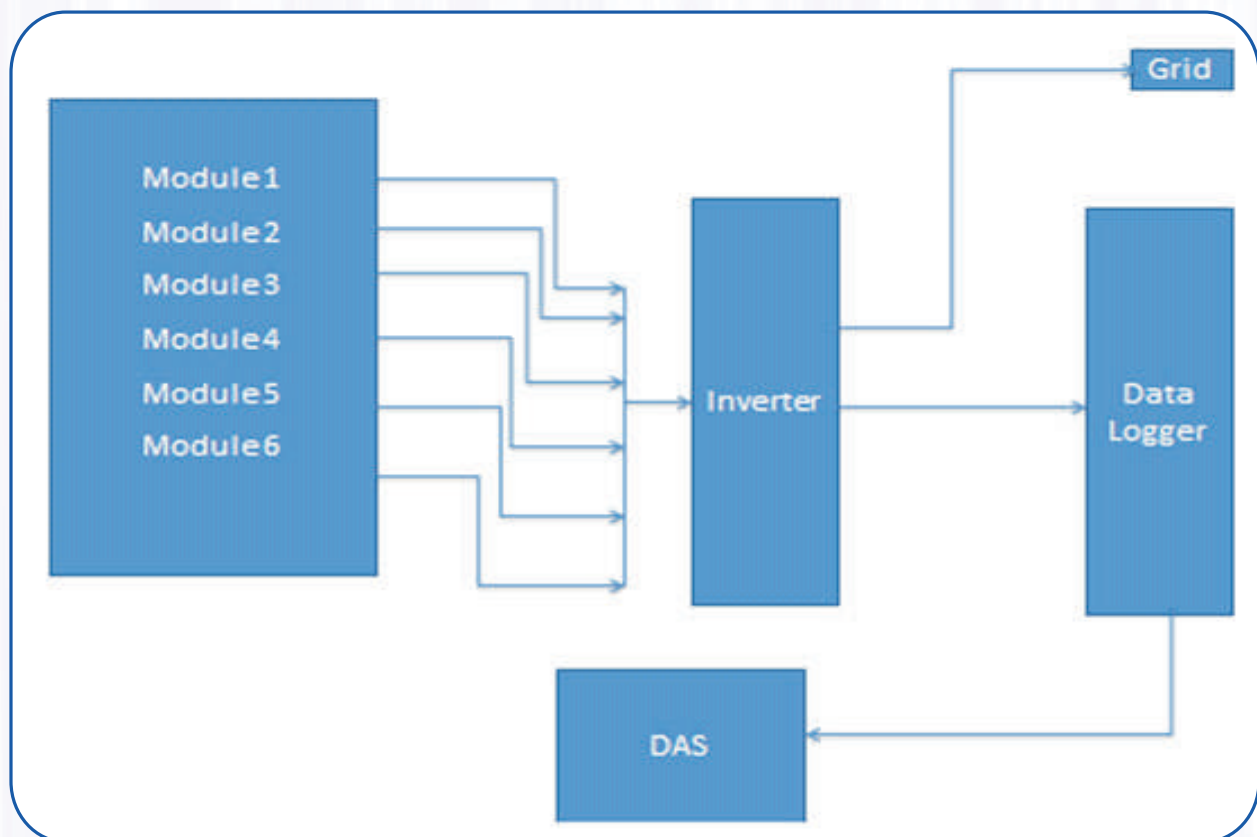 Grid
Module1
Module2
Module3
Module4
Module5
Module6
Inverter
Data
Logger
DAS